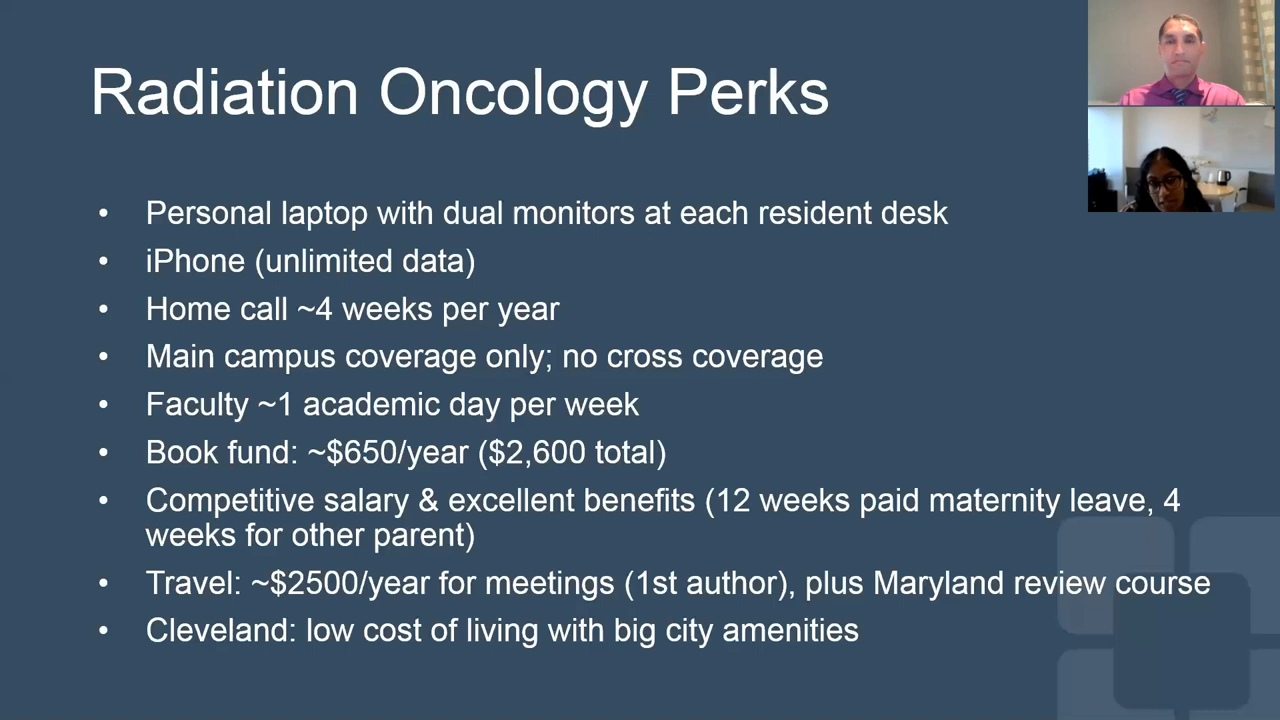 Radiation Oncology Perks
• Personal laptop with dual monitors at each resident desk
• iPhone (unlimited data)
• Home call ~4 weeks per year
• Main campus coverage only; no cross coverage
• Faculty ~1 academic day per week
• Book fund: ~$650/year ($2,600 total)
• Competitive salary & excellent benefits (12 weeks paid maternity leave, 4
weeks for other parent)
• Travel: ~$2500/year for meetings (1st author), plus Maryland review course
• Cleveland: low cost of living with big city amenities